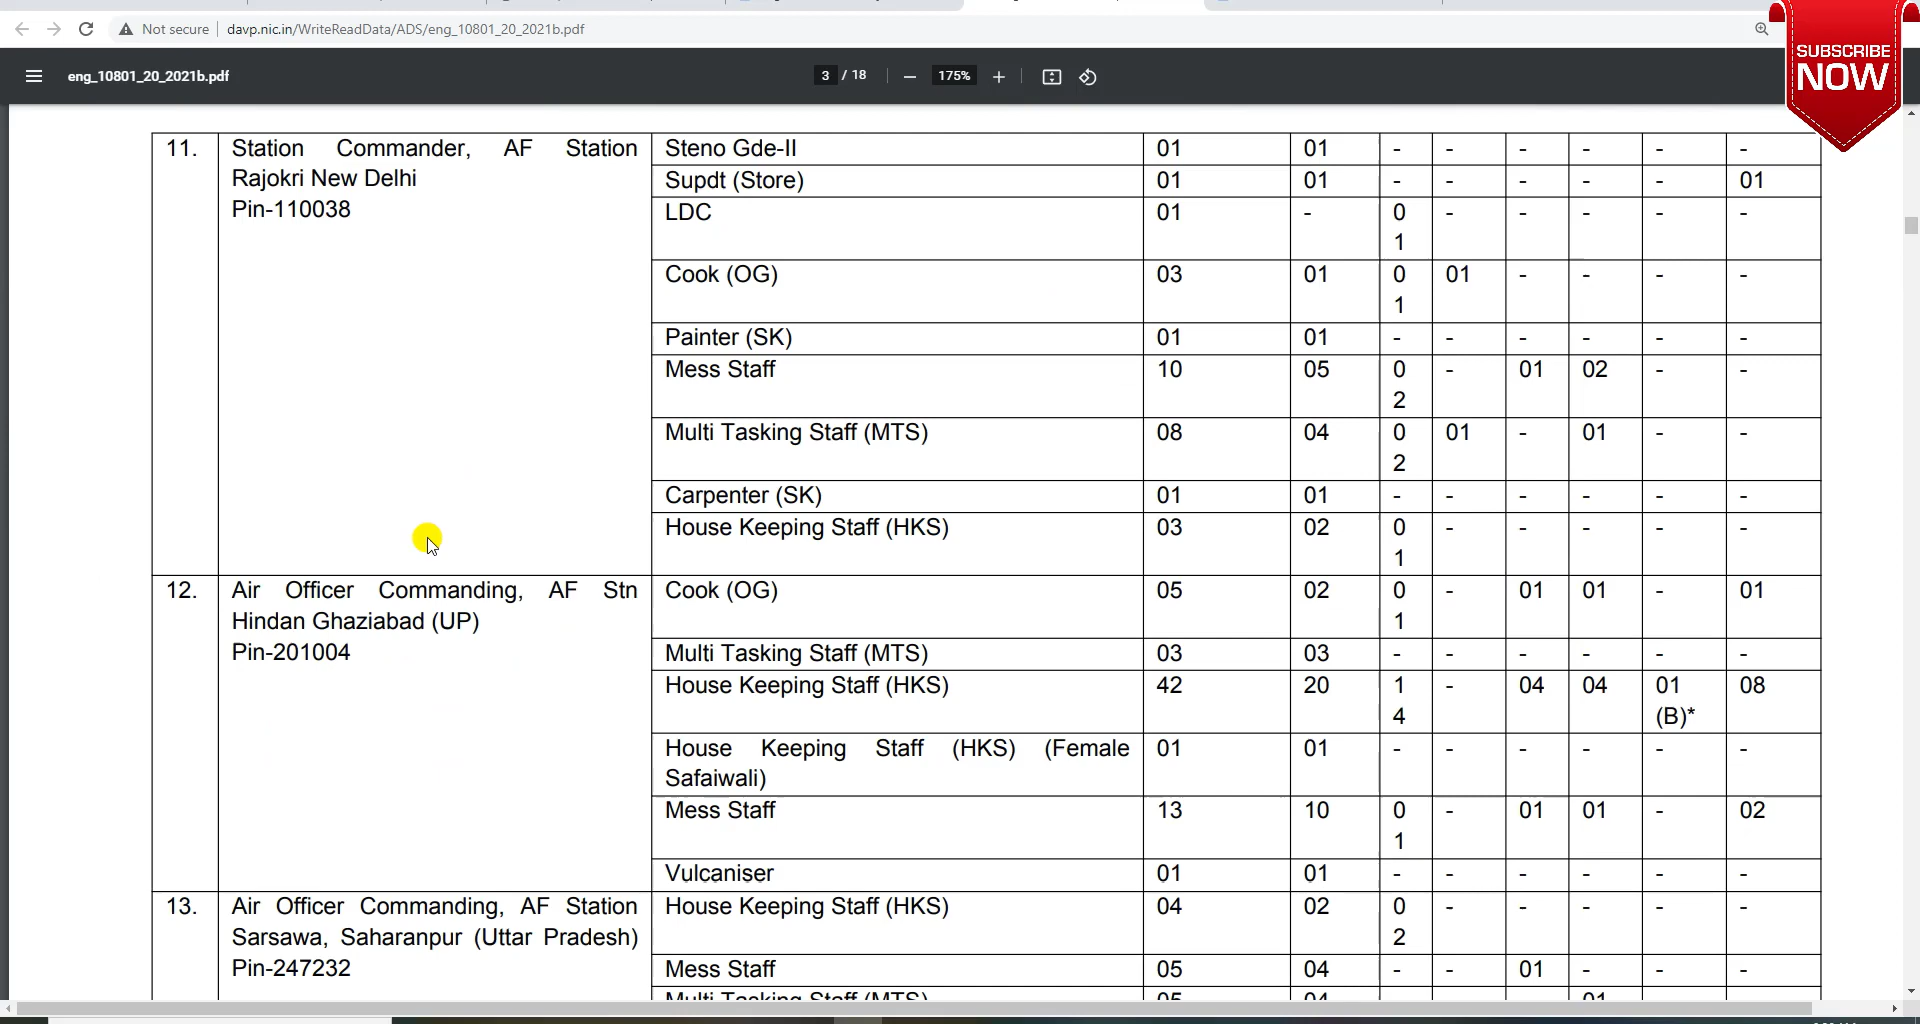 Not secure davp.nic.in/WriteReadData/ADS/eng_10801_20_2021b.pdf
SUBSCRIBE
NOW
eng_10801_20_2021b.pdf 3 / 18 175%
11. Station Commander, AF Station Steno Gde-II 01 01 - - - - - -
Rajokri New Delhi Supdt (Store) 01 01 - - - - - 01
Pin-110038 LDC 01 - 0 - - - - -
1
Cook (OG) 03 01 0 01 - - - -
1
Painter (SK) 01 01 - - - - - -
Mess Staff 10 05 0 - 01 02 - -
2
Multi Tasking Staff (MTS) 08 04 0 01 - 01 - -
2
Carpenter (SK) 01 01 - - - - - -
House Keeping Staff (HKS) 03 02 0 - - - - -
1
12. Air Officer Commanding, AF Stn Cook (OG) 05 02 0 - 01 01 - 01
Hindan Ghaziabad (UP) 1
Pin-201004 Multi Tasking Staff (MTS) 03 03 - - - - - -
House Keeping Staff (HKS) 42 20 1 - 04 04 01 08
4 (B)*
House Keeping Staff (HKS) (Female 01 01 - - - - - -
Safaiwali)
Mess Staff 13 10 0 - 01 01 - 02
1
Vulcaniser 01 01 - - - - - -
13. Air Officer Commanding, AF Station House Keeping Staff (HKS) 04 02 0 - - - - -
Sarsawa, Saharanpur (Uttar Pradesh) 2
Pin-247232 Mess Staff 05 04 - - 01 - - -
Multi Tasking Staff (MTS) 05 04 01